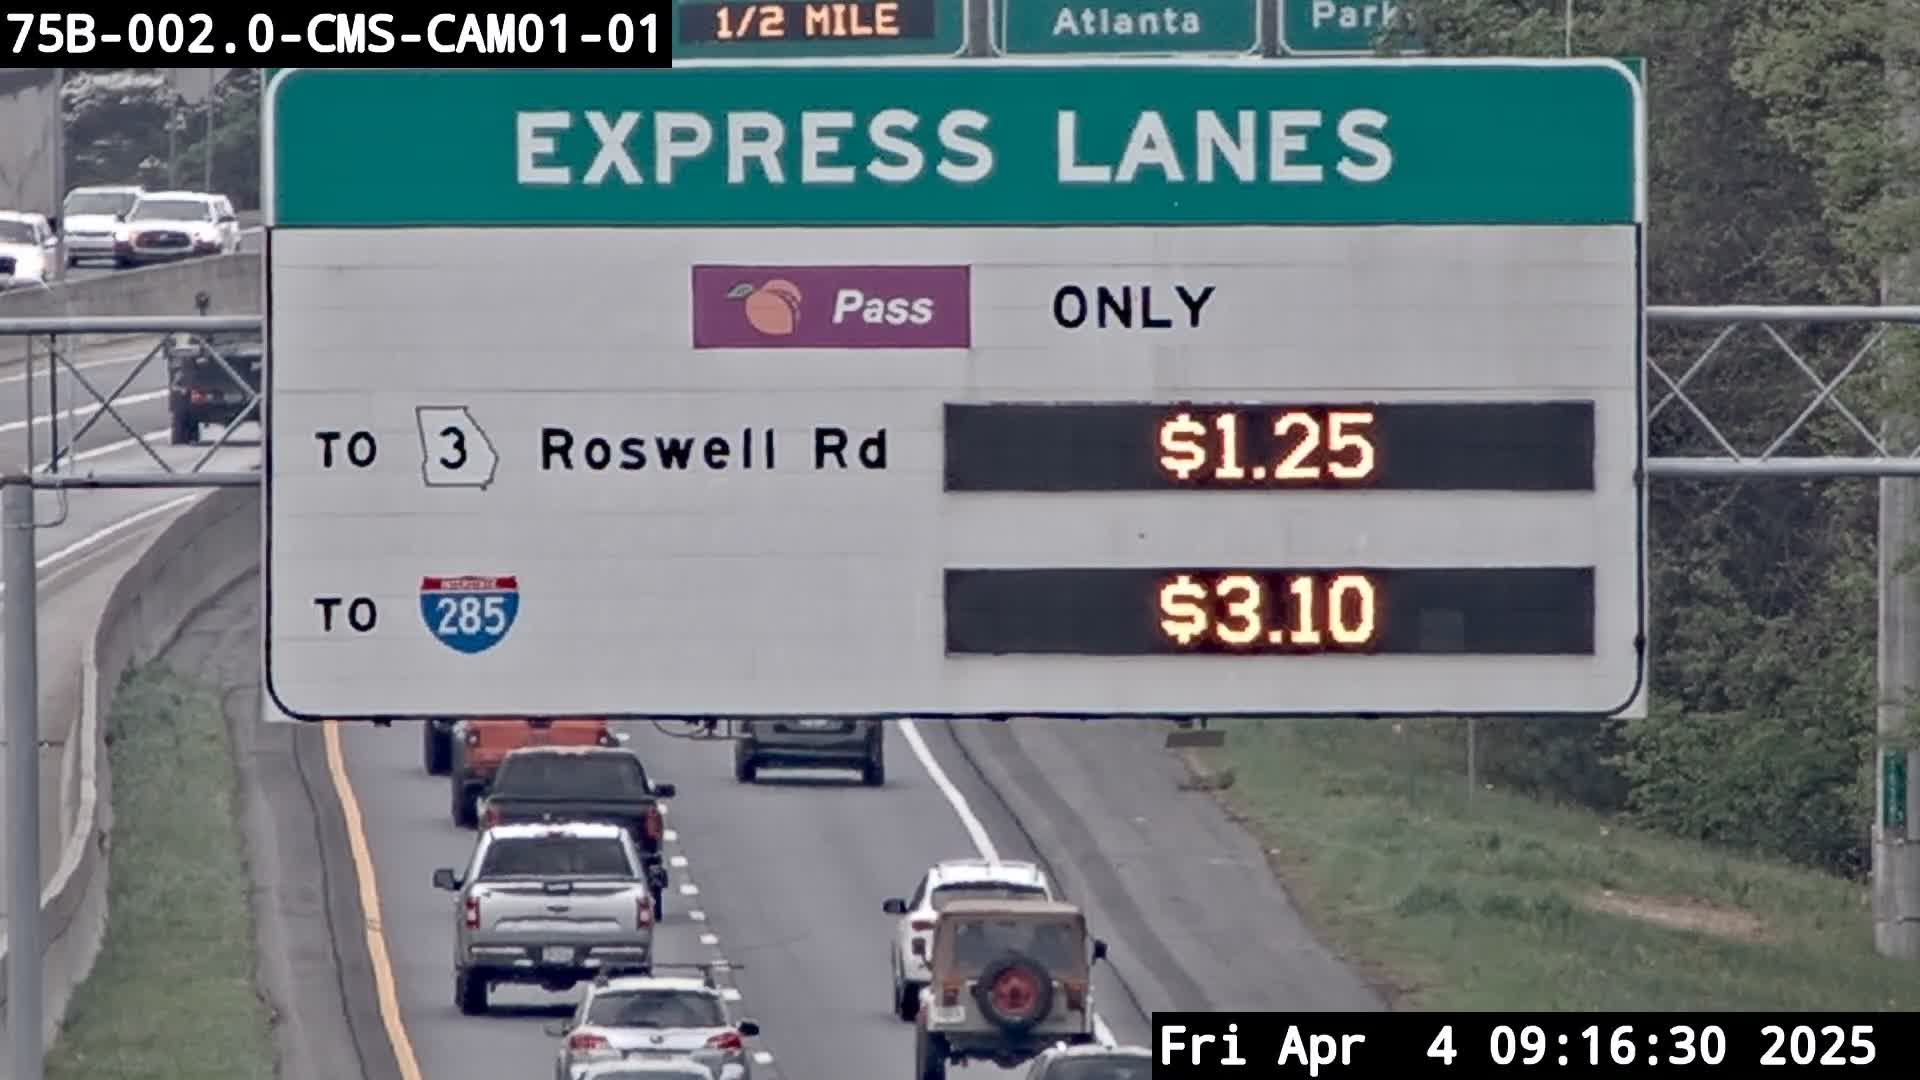 75B-002.0-CMS-CAM01-01
1/2 MILE
Atlanta
Park
EXPRESS LANES
Pass ONLY
TO 3 Roswell Rd $1.25
TO 285 $3.10
Fri Apr 4 09:16:30 2025